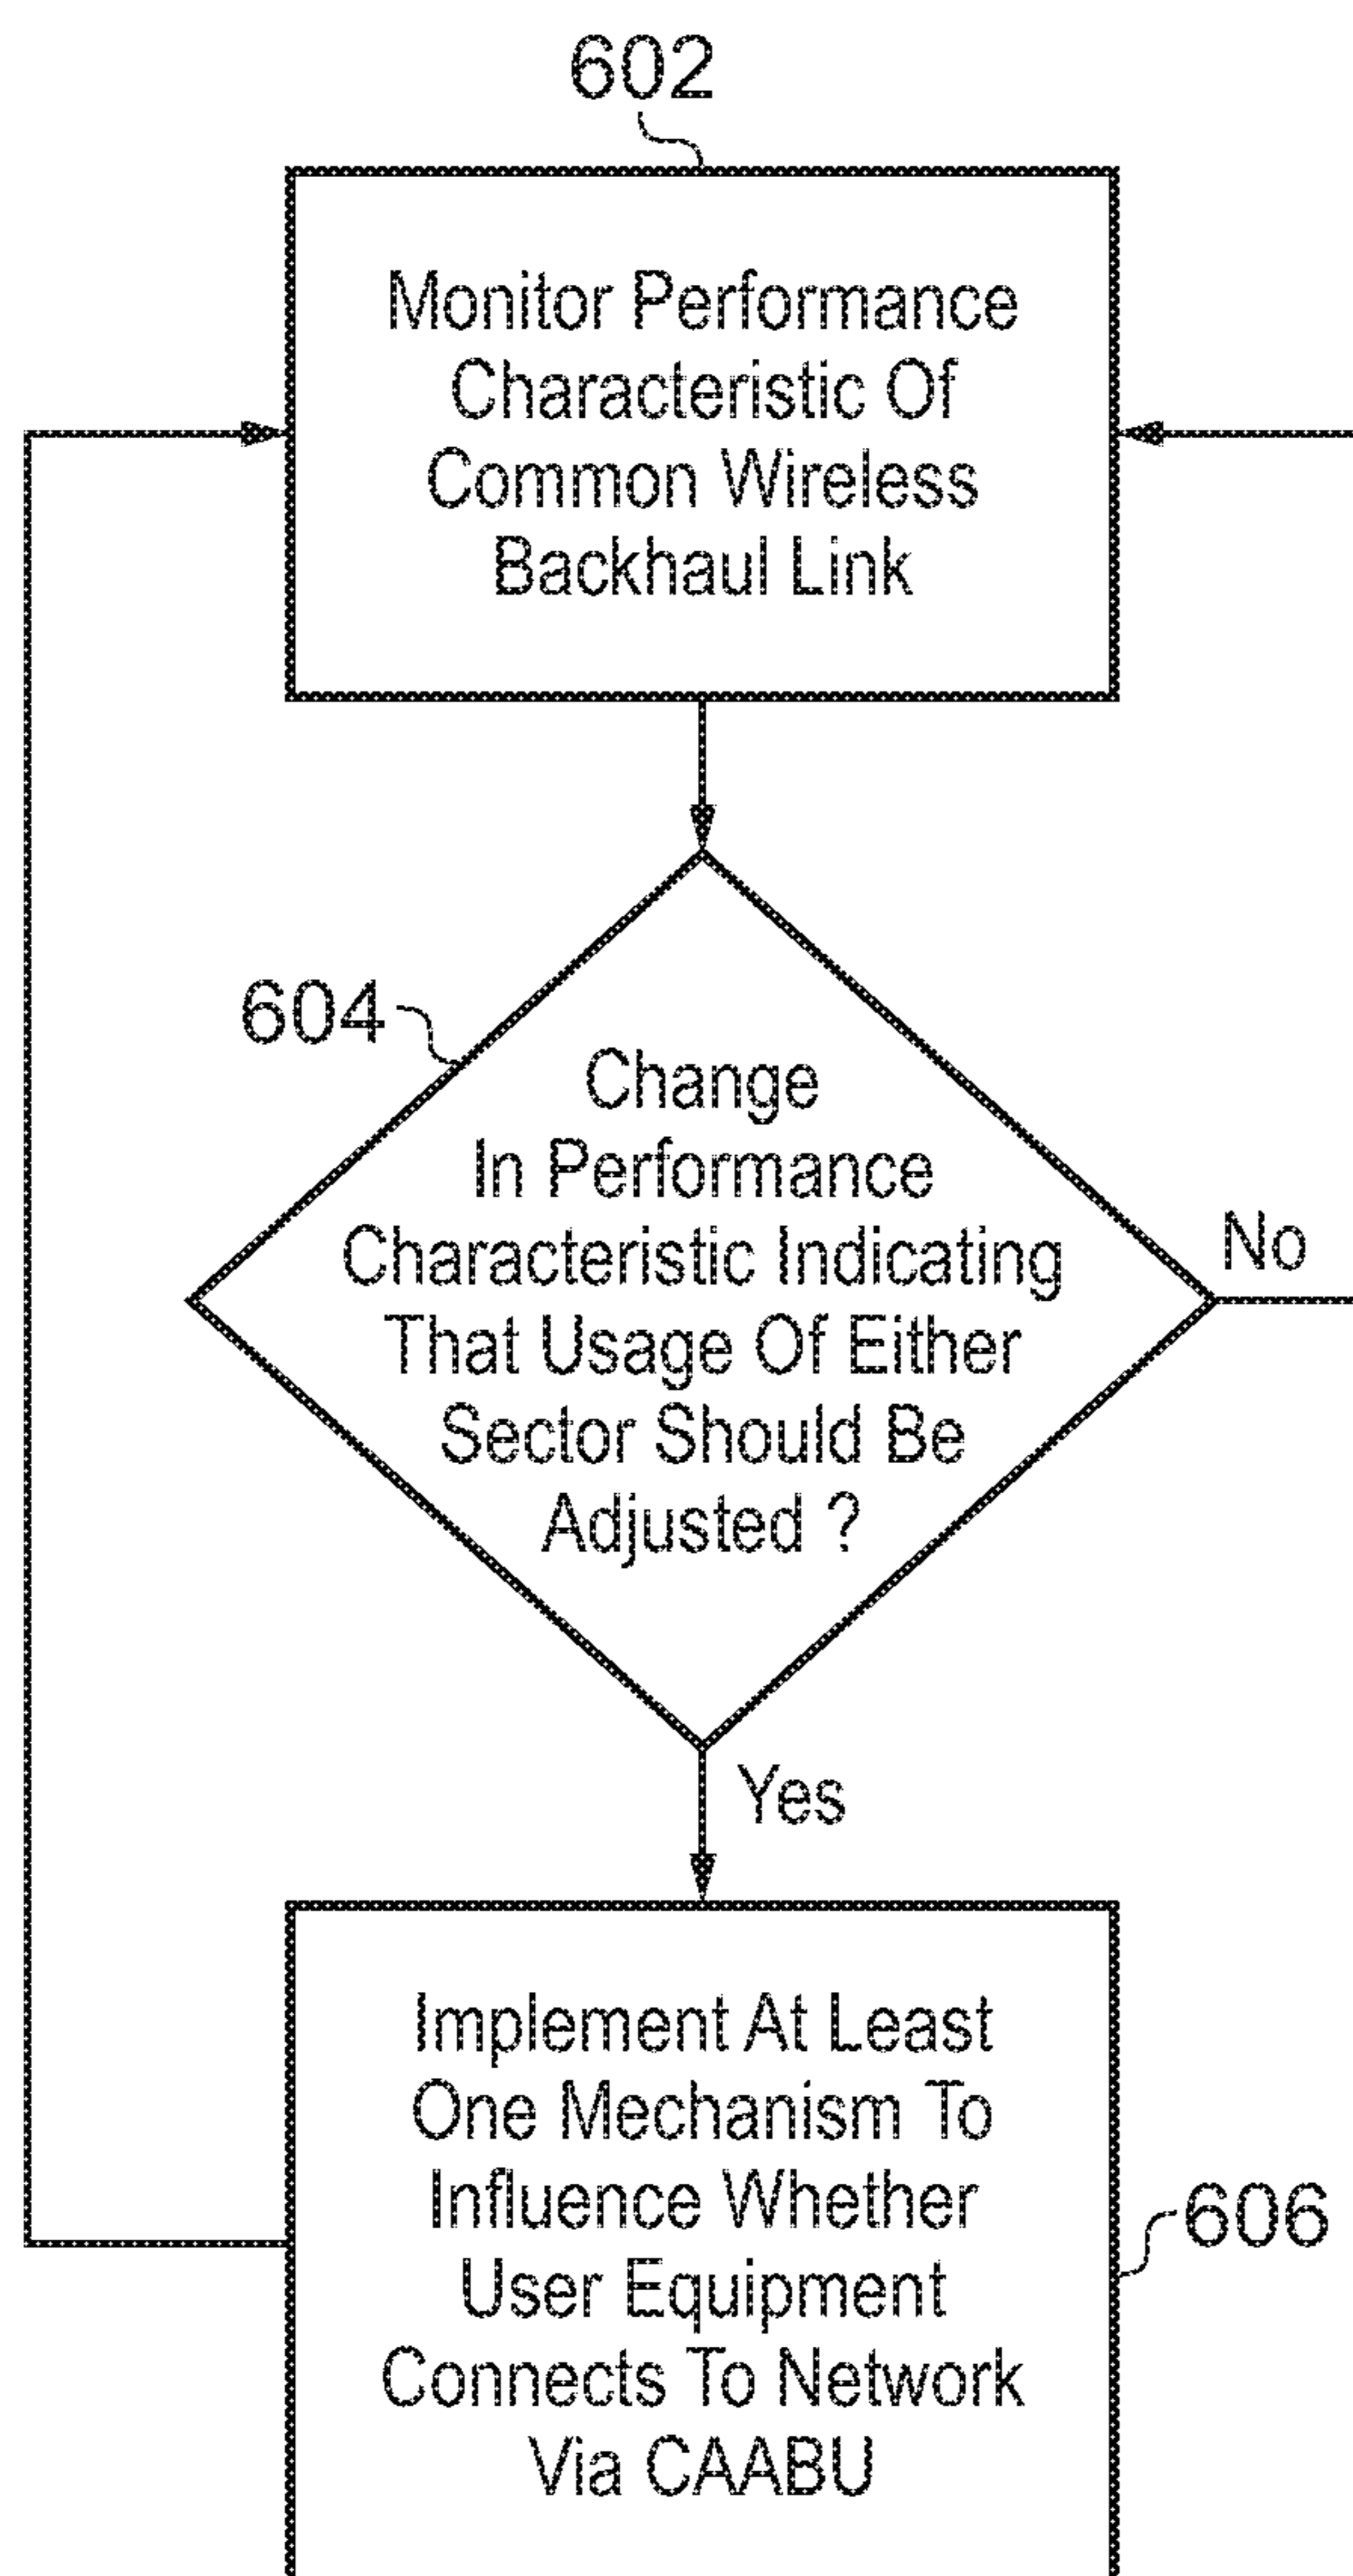 602
Monitor Performance
Characteristic Of
Common Wireless
Backhaul Link
604
Change
In Performance
Characteristic Indicating
That Usage Of Either
Sector Should Be
Adjusted ?
No
Yes
Implement At Least
One Mechanism To
Influence Whether
User Equipment
Connects To Network
Via CAABU
606